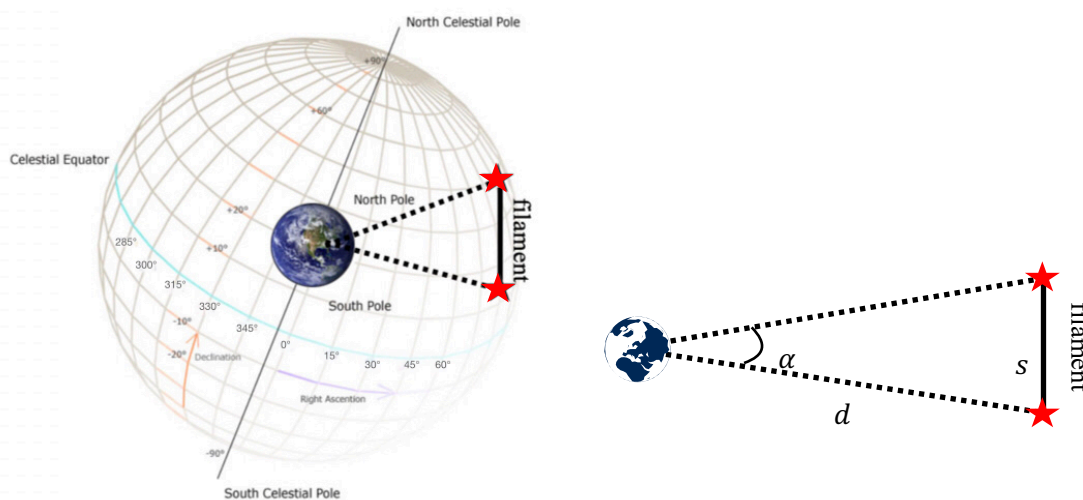 North Celestial Pole
+90°
+60°
Celestial Equator
North Pole
filament
+20°
+10°
285°
300°
315°
330°
345°
0°
15°
30°
45°
60°
South Pole
-10°
-20°
Declination
Right Ascention
-90°
South Celestial Pole
α
s
d
filament